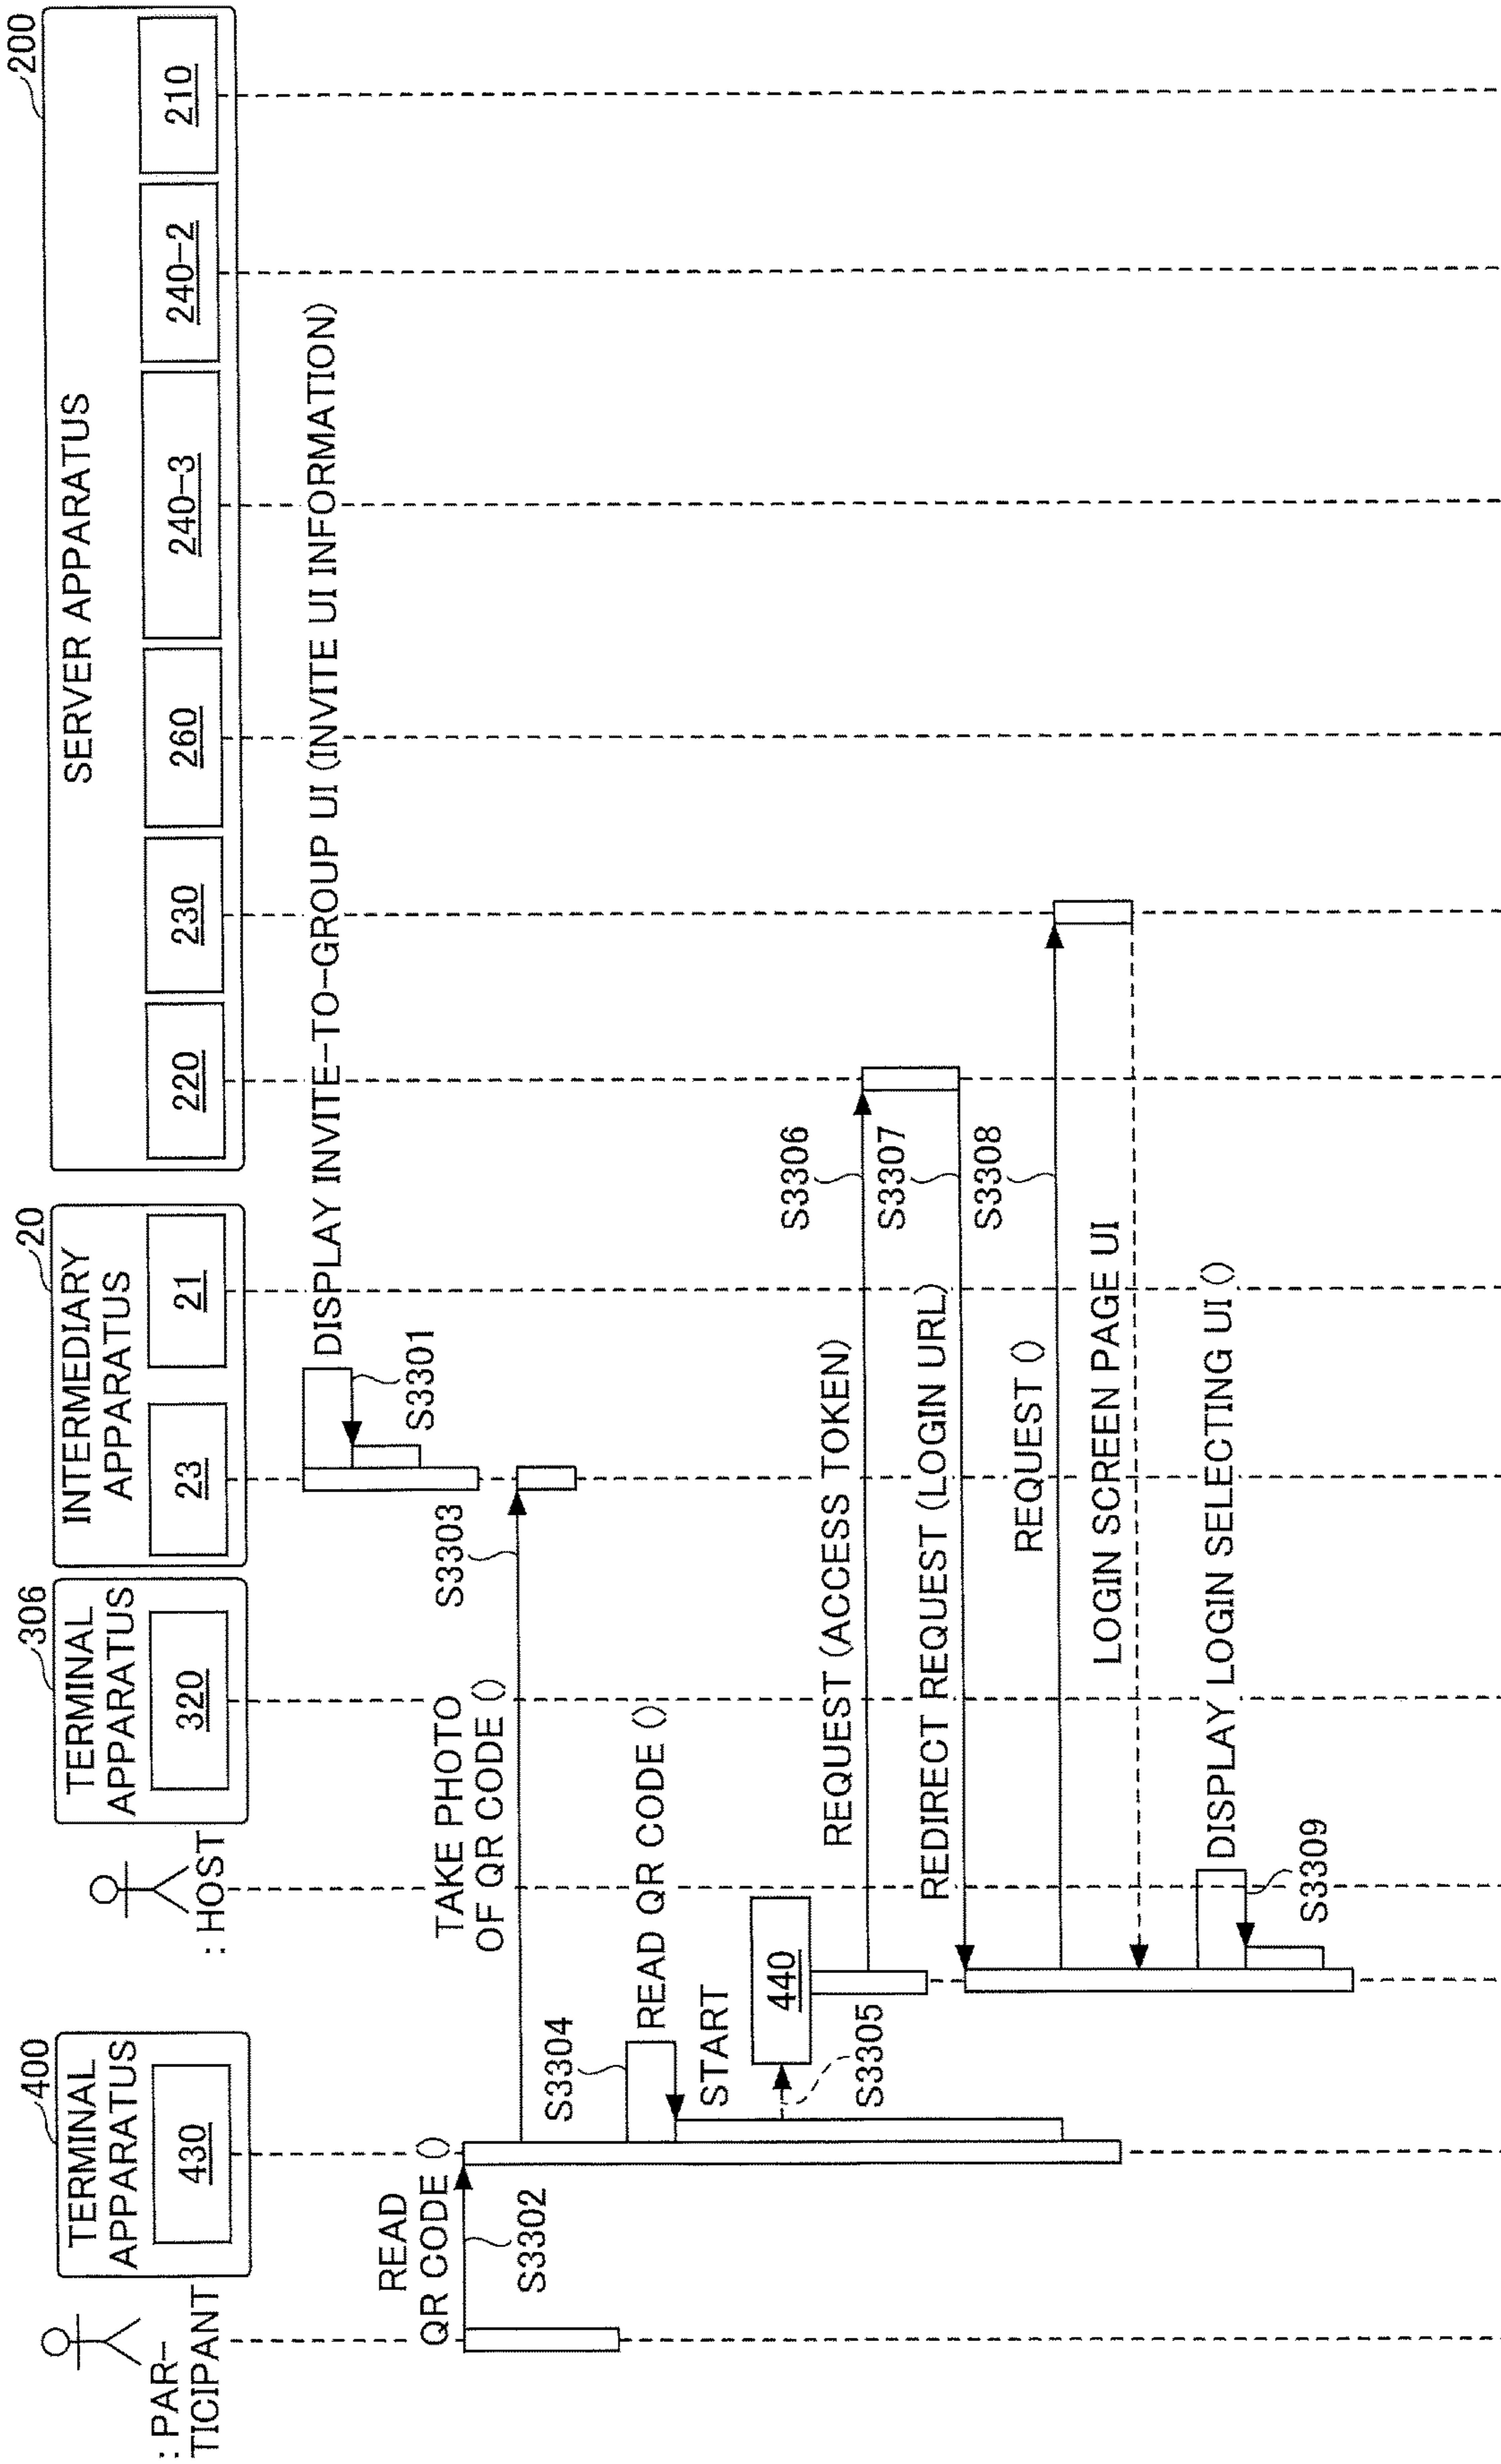 : PAR-
TICIPANT
400
TERMINAL
APPARATUS
430
: HOST
306
TERMINAL
APPARATUS
320
20
INTERMEDIARY
APPARATUS
23
21
200
SERVER APPARATUS
220
230
260
240-3
240-2
210
DISPLAY INVITE-TO-GROUP UI (INVITE UI INFORMATION)
S3301
READ
QR CODE ()
S3302
TAKE PHOTO
OF QR CODE ()
S3303
S3304
READ QR CODE ()
START
440
S3305
REQUEST (ACCESS TOKEN)
S3306
REDIRECT REQUEST (LOGIN URL)
S3307
REQUEST ()
S3308
LOGIN SCREEN PAGE UI
DISPLAY LOGIN SELECTING UI ()
S3309